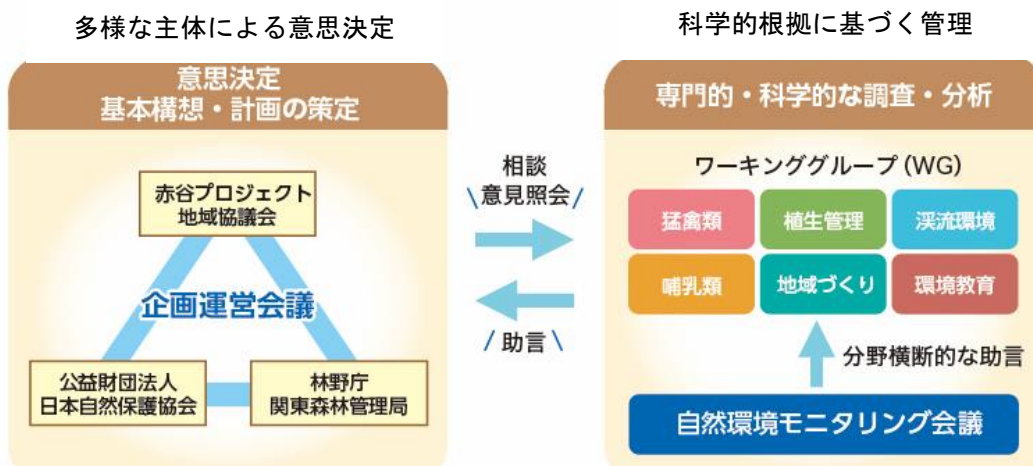 多様な主体による意思決定
意思決定
基本構想・計画の策定
赤谷プロジェクト
地域協議会
企画運営会議
公益財団法人
日本自然保護協会
林野庁
関東森林管理局
相談
\意見照会/
/助言\
科学的根拠に基づく管理
専門的・科学的な調査・分析
ワーキンググループ(WG)
猛禽類
植生管理
渓流環境
哺乳類
地域づくり
環境教育
分野横断的な助言
自然環境モニタリング会議